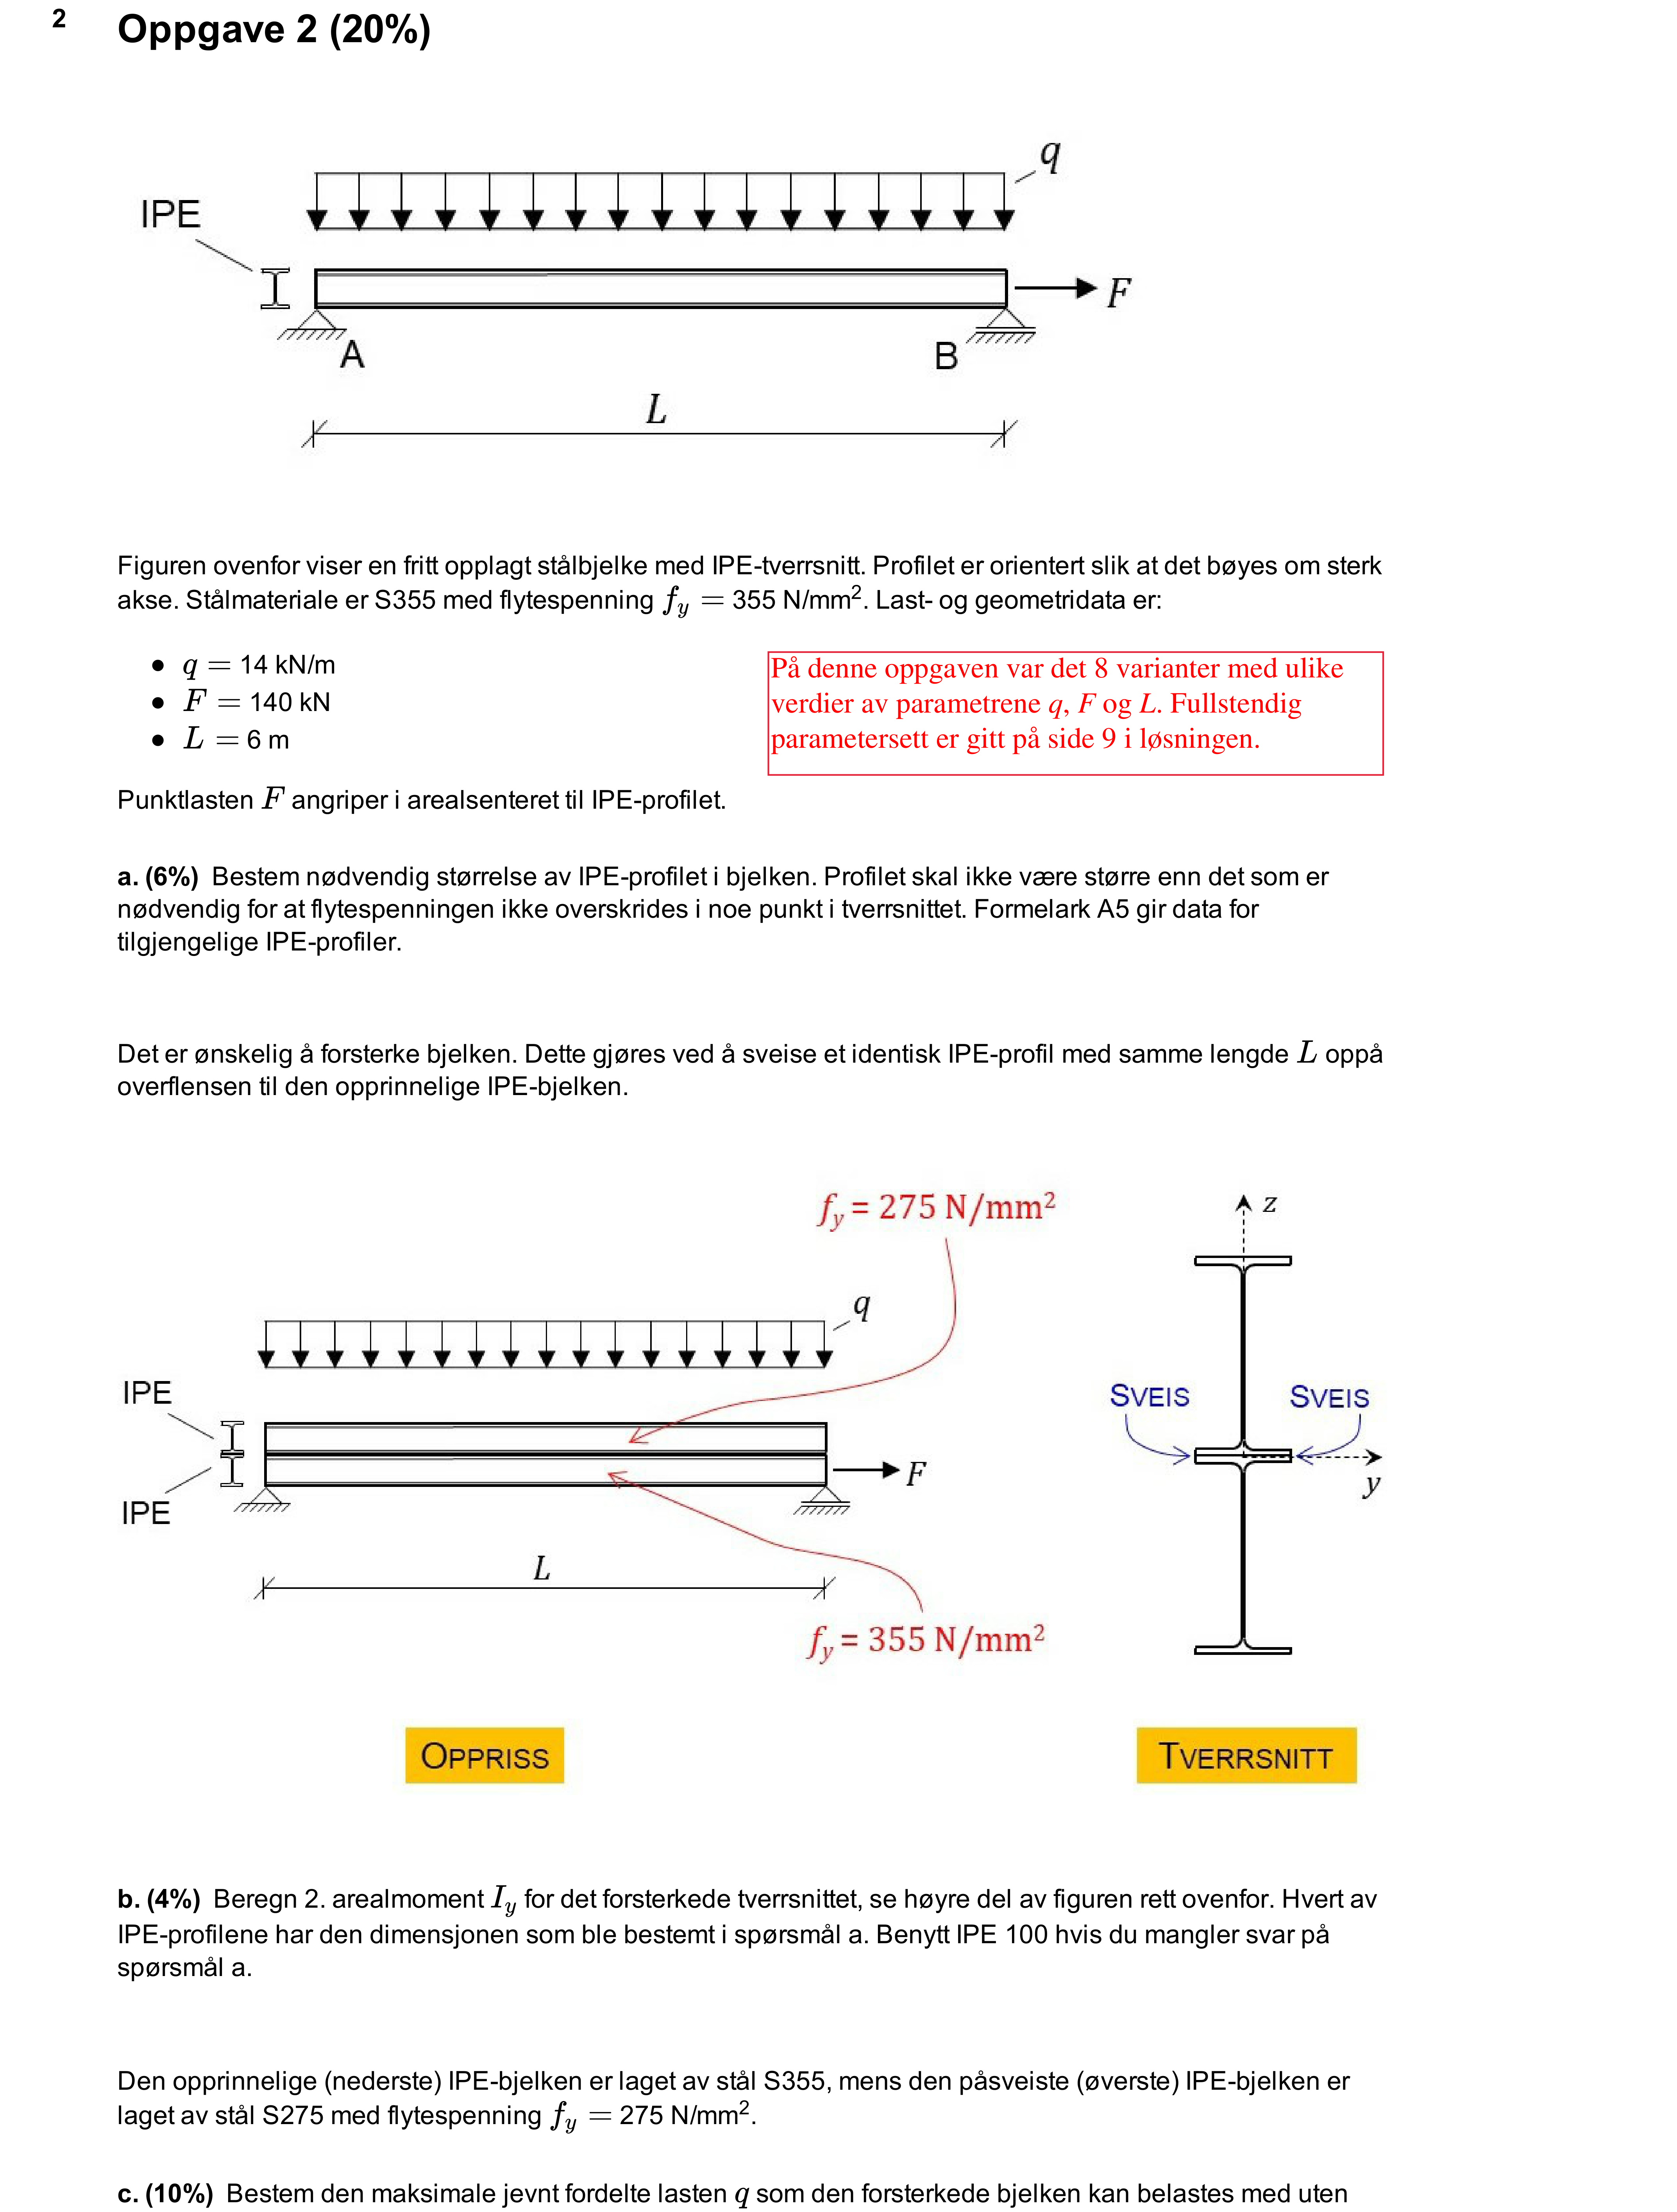 2 Oppgave 2 (20%)
q
IPE
F
A
B
L
Figuren ovenfor viser en fritt opplagt stålbjelke med IPE-tverrsnitt. Profilet er orientert slik at det bøyes om sterk
akse. Stålmateriale er S355 med flytespenning f_y = 355 N/mm². Last- og geometridata er:
• q = 14 kN/m
• F = 140 kN
• L = 6 m
På denne oppgaven var det 8 varianter med ulike
verdier av parametrene q, F og L. Fullstendig
parametersett er gitt på side 9 i løsningen.
Punktlasten F angriper i arealsenteret til IPE-profilet.
a. (6%) Bestem nødvendig størrelse av IPE-profilet i bjelken. Profilet skal ikke være større enn det som er
nødvendig for at flytespenningen ikke overskrides i noe punkt i tverrsnittet. Formelark A5 gir data for
tilgjengelige IPE-profiler.
Det er ønskelig å forsterke bjelken. Dette gjøres ved å sveise et identisk IPE-profil med samme lengde L oppå
overflensen til den opprinnelige IPE-bjelken.
f_y = 275 N/mm²
z
q
IPE
SVEIS
SVEIS
F
y
IPE
L
f_y = 355 N/mm²
OPPRISS
TVERRSNITT
b. (4%) Beregn 2. arealmoment I_y for det forsterkede tverrsnittet, se høyre del av figuren rett ovenfor. Hvert av
IPE-profilene har den dimensjonen som ble bestemt i spørsmål a. Benytt IPE 100 hvis du mangler svar på
spørsmål a.
Den opprinnelige (nederste) IPE-bjelken er laget av stål S355, mens den påsveiste (øverste) IPE-bjelken er
laget av stål S275 med flytespenning f_y = 275 N/mm².
c. (10%) Bestem den maksimale jevnt fordelte lasten q som den forsterkede bjelken kan belastes med uten